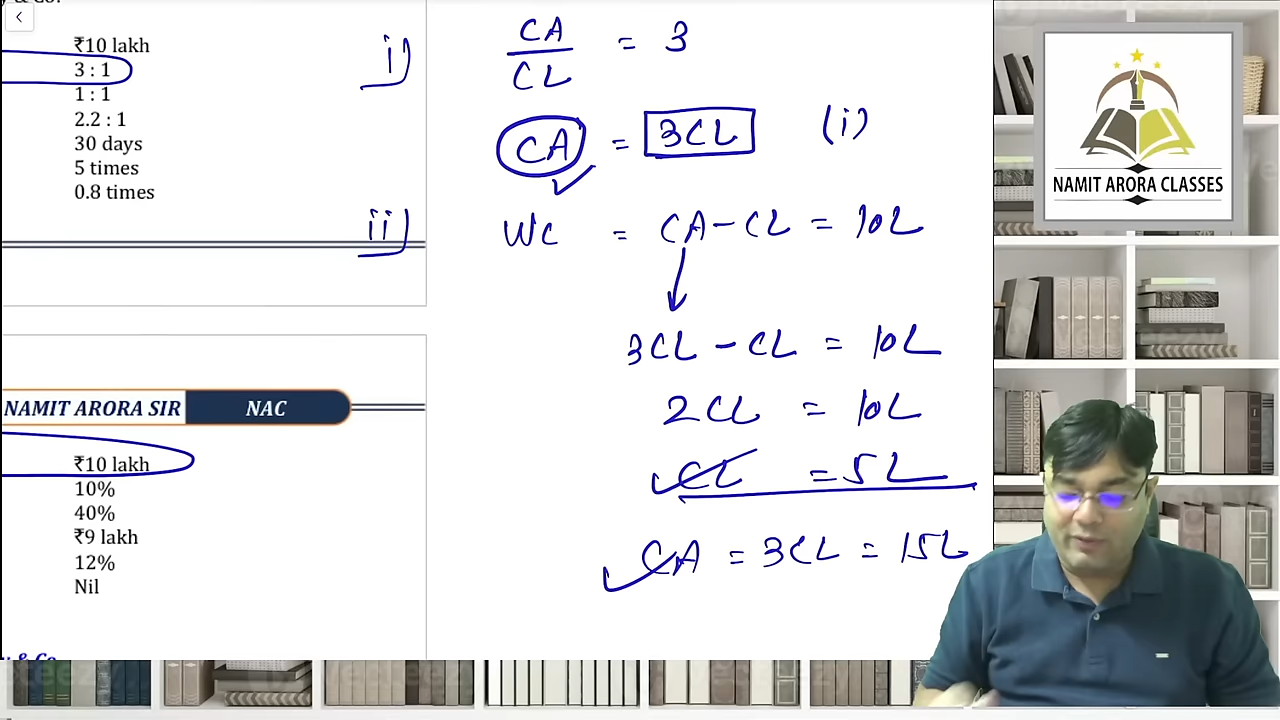 & Co.
₹10 lakh
3 : 1
1 : 1
2.2 : 1
30 days
5 times
0.8 times
NAMIT ARORA SIR NAC
₹10 lakh
10%
40%
₹9 lakh
12%
Nil
y & Co
i) CA / CL = 3
CA = 3CL (i)
ii) WC = CA - CL = 10L
3CL - CL = 10L
2CL = 10L
CL = 5L
CA = 3CL = 15L
NAMIT ARORA CLASSES